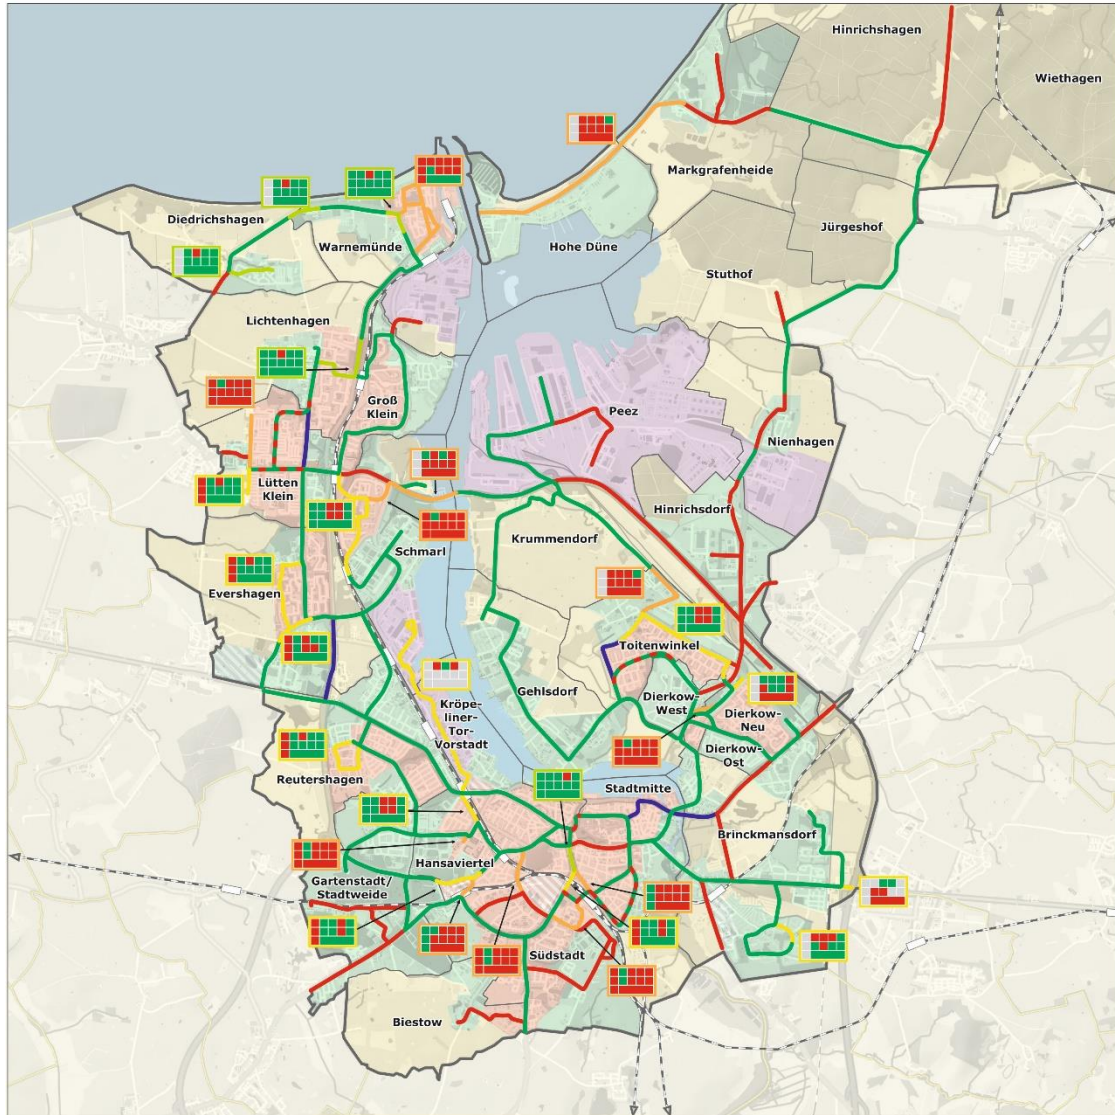 Hinrichshagen
Wiethagen
Markgrafenheide
Diedrichshagen
Warnemünde
Hohe Düne
Jürgeshof
Stuthof
Lichtenhagen
Groß
Klein
Peez
Nienhagen
Lütten
Klein
Hinrichsdorf
Krummendorf
Schmarl
Evershagen
Toitenwinkel
Gehlsdorf
Dierkow-
West
Dierkow-
Neu
Kröpe-
liner-
Tor-
Vorstadt
Dierkow-
Ost
Reutershagen
Stadtmitte
Brinckmansdorf
Hansaviertel
Gartenstadt/
Stadtweide
Südstadt
Biestow